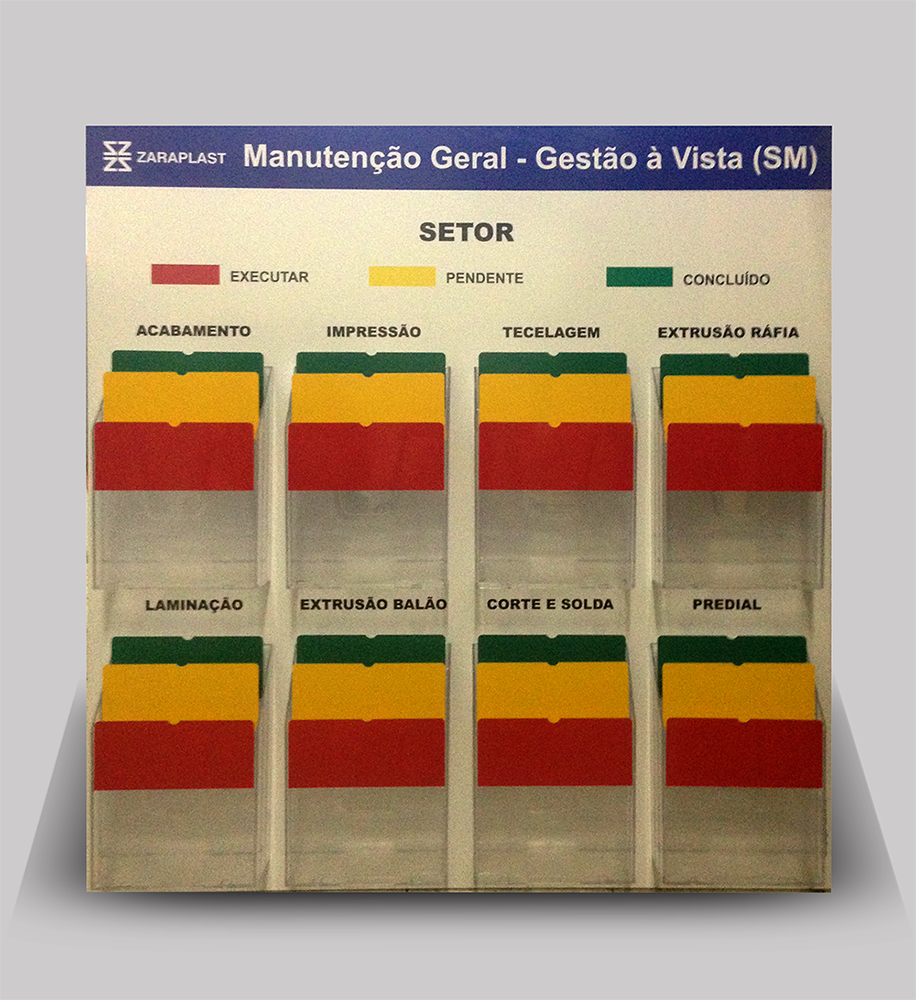 ZARAPLAST Manutenção Geral - Gestão à Vista (SM)
SETOR
EXECUTAR PENDENTE CONCLUÍDO
ACABAMENTO IMPRESSÃO TECELAGEM EXTRUSÃO RÁFIA
LAMINAÇÃO EXTRUSÃO BALÃO CORTE E SOLDA PREDIAL